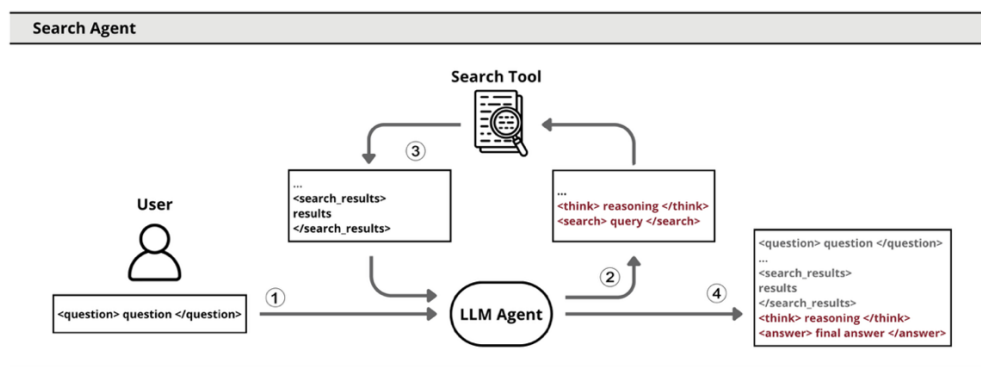 Search Agent
Search Tool
③
...
<search_results>
results
</search_results>
...
<think> reasoning </think>
<search> query </search>
User
<question> question </question>
①
LLM Agent
②
④
<question> question </question>
...
<search_results>
results
</search_results>
<think> reasoning </think>
<answer> final answer </answer>